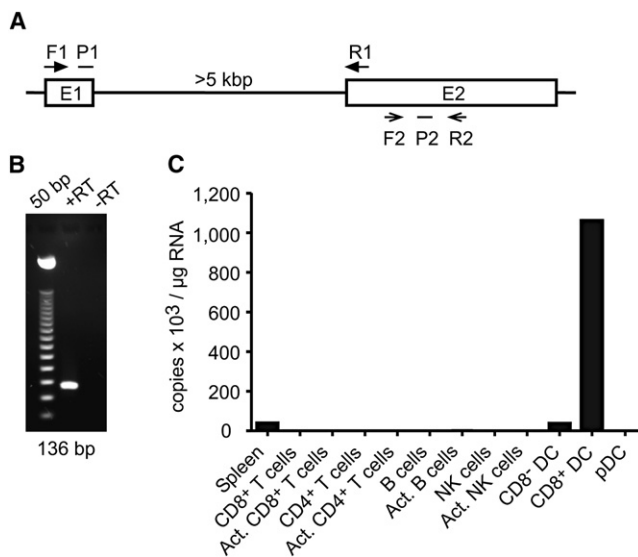 A
F1 P1 R1
>5 kbp
E1 E2
F2 P2 R2
B
50 bp
+RT
-RT
136 bp
C
copies x 10³ / µg RNA
1,200
1,000
800
600
400
200
0
Spleen
CD8⁺ T cells
Act. CD8⁺ T cells
CD4⁺ T cells
Act. CD4⁺ T cells
B cells
Act. B cells
NK cells
Act. NK cells
CD8⁻ DC
CD8⁺ DC
pDC